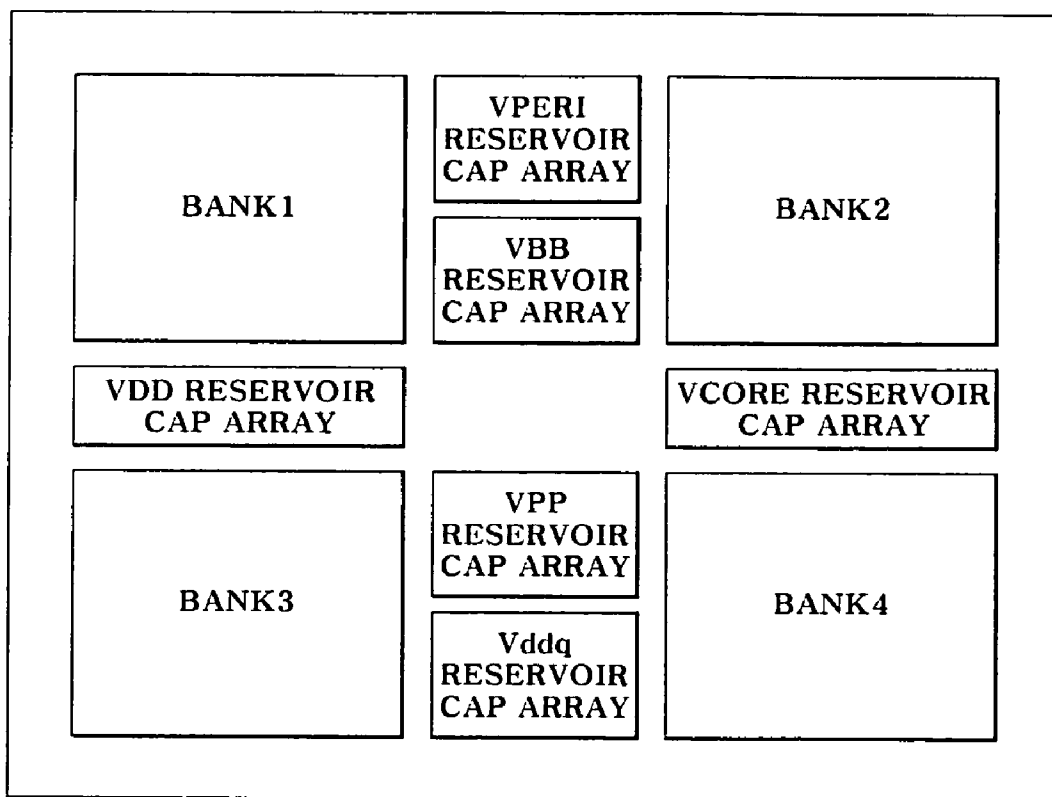 BANK1
VPERI
RESERVOIR
CAP ARRAY
VBB
RESERVOIR
CAP ARRAY
BANK2
VDD RESERVOIR
CAP ARRAY
VCORE RESERVOIR
CAP ARRAY
BANK3
VPP
RESERVOIR
CAP ARRAY
Vddq
RESERVOIR
CAP ARRAY
BANK4